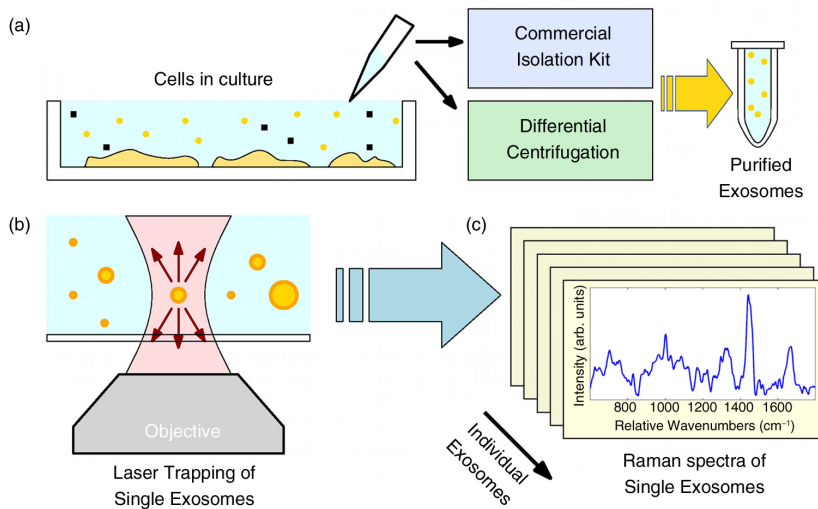 (a)
Cells in culture
Commercial
Isolation Kit
Differential
Centrifugation
Purified
Exosomes
(b)
Objective
Laser Trapping of
Single Exosomes
(c)
Intensity (arb. units)
800 1000 1200 1400 1600
Relative Wavenumbers (cm⁻¹)
Individual
Exosomes
Raman spectra of
Single Exosomes